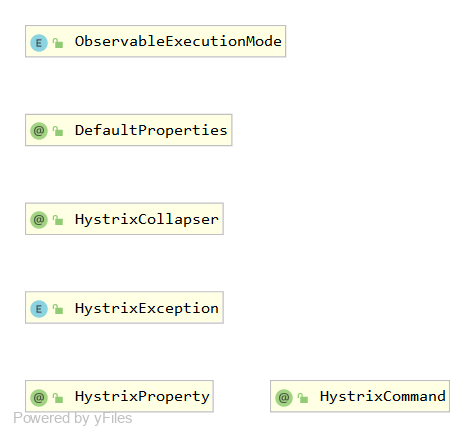 E ObservableExecutionMode
@ DefaultProperties
@ HystrixCollapser
E HystrixException
@ HystrixProperty @ HystrixCommand
Powered by yFiles